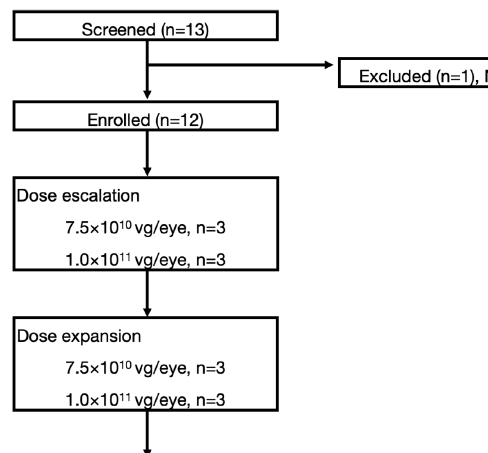 Screened (n=13)
Excluded (n=1),
Enrolled (n=12)
Dose escalation
7.5×10¹⁰ vg/eye, n=3
1.0×10¹¹ vg/eye, n=3
Dose expansion
7.5×10¹⁰ vg/eye, n=3
1.0×10¹¹ vg/eye, n=3